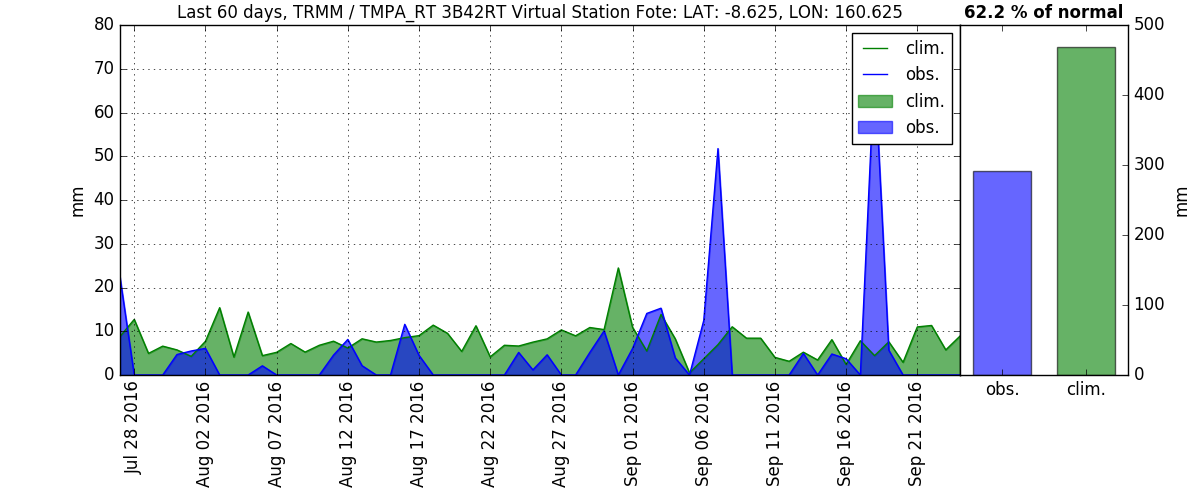 Last 60 days, TRMM / TMPA_RT 3B42RT Virtual Station Fote: LAT: -8.625, LON: 160.625
62.2 % of normal
80
70
60
50
40
30
20
10
0
mm
clim.
obs.
clim.
obs.
500
400
300
200
100
0
mm
obs.
clim.
Jul 28 2016
Aug 02 2016
Aug 07 2016
Aug 12 2016
Aug 17 2016
Aug 22 2016
Aug 27 2016
Sep 01 2016
Sep 06 2016
Sep 11 2016
Sep 16 2016
Sep 21 2016